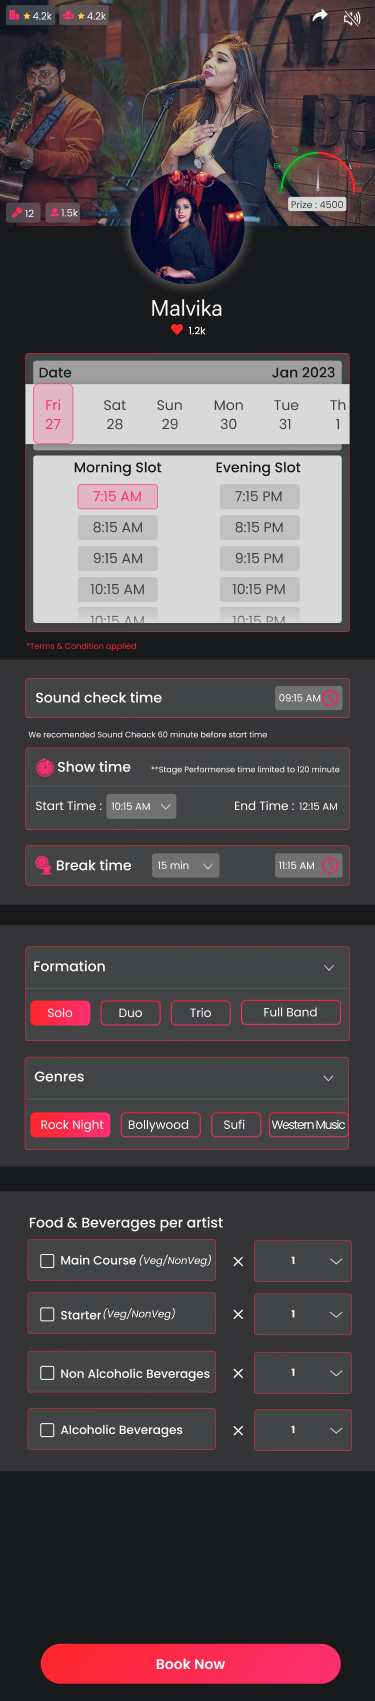 4.2k 4.2k
12 1.5k
Prize : 4500
Malvika
1.2k
Date Jan 2023
Fri Sat Sun Mon Tue Th
27 28 29 30 31 1
Morning Slot Evening Slot
7:15 AM 7:15 PM
8:15 AM 8:15 PM
9:15 AM 9:15 PM
10:15 AM 10:15 PM
10:15 AM 10:15 PM
*Terms & Condition applied
Sound check time 09:15 AM
We recomended Sound Cheack 60 minute before start time
Show time **Stage Performense time limited to 120 minute
Start Time : 10:15 AM End Time : 12:15 AM
Break time 15 min 11:15 AM
Formation
Solo Duo Trio Full Band
Genres
Rock Night Bollywood Sufi Western Music
Food & Beverages per artist
Main Course (Veg/NonVeg) × 1
Starter (Veg/NonVeg) × 1
Non Alcoholic Beverages × 1
Alcoholic Beverages × 1
Book Now